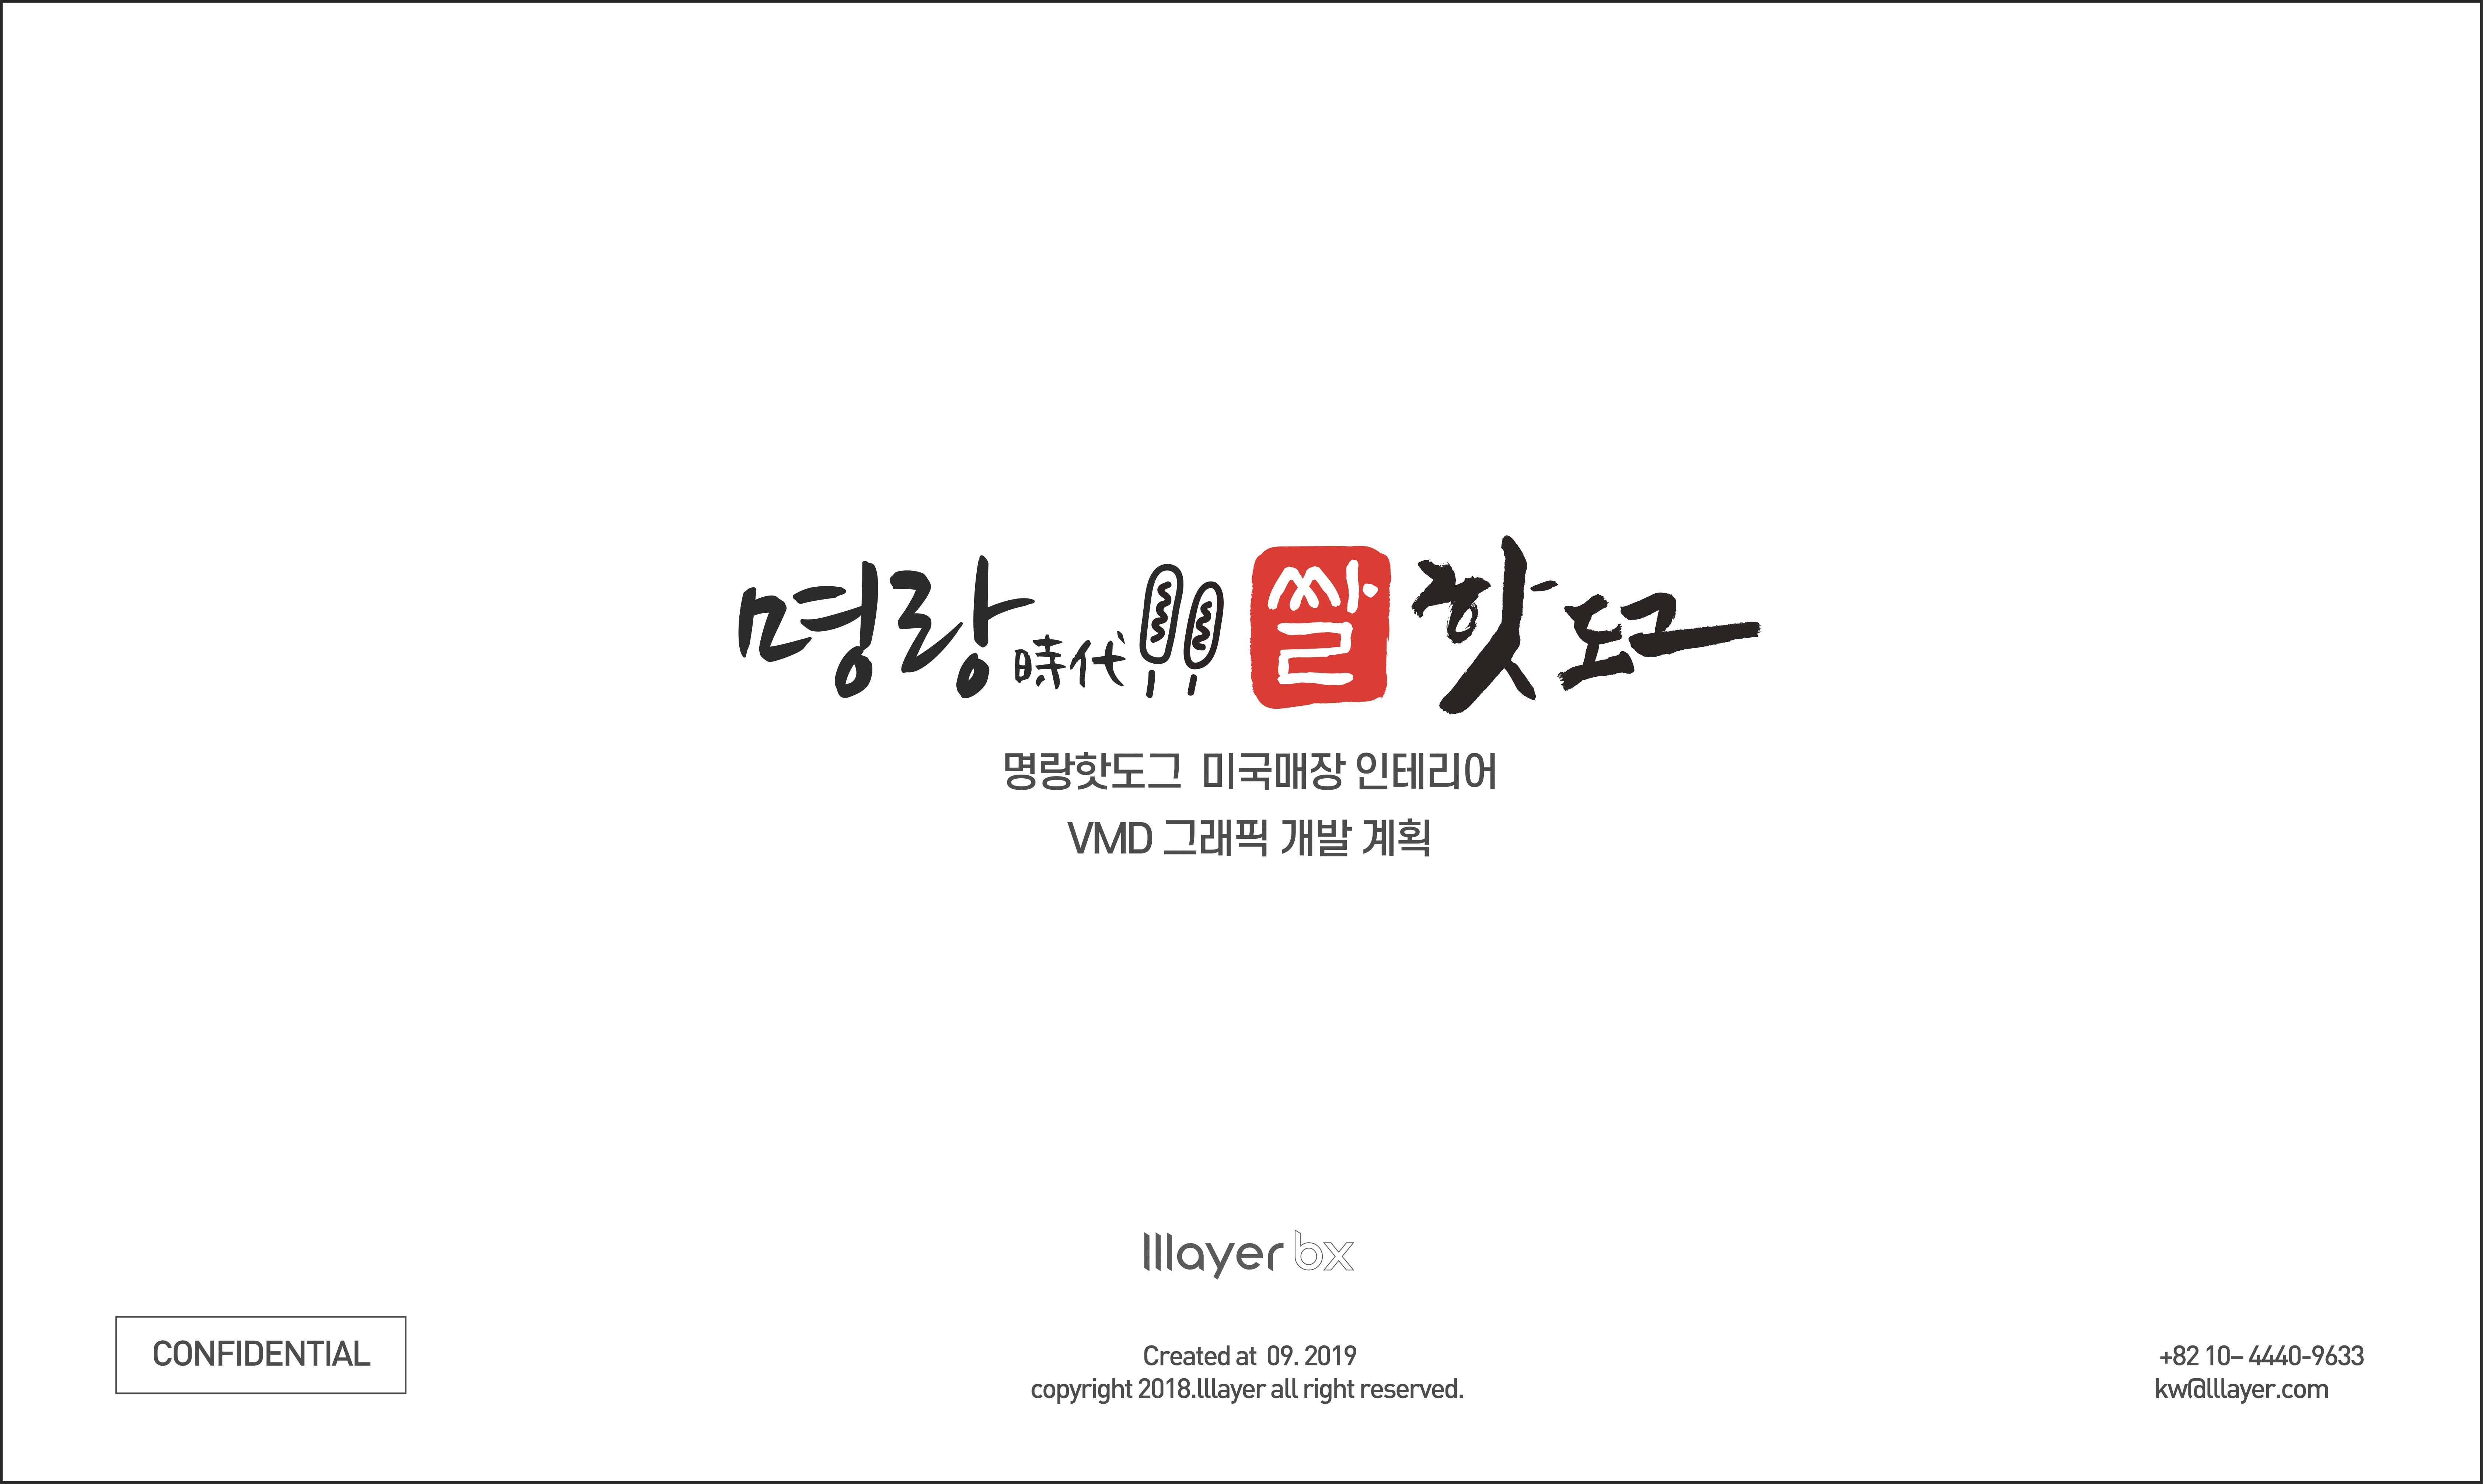 명랑時代 쌀 핫도그
명랑핫도그 미국매장 인테리어
VMD 그래픽 개발 계획
lllayer bx
CONFIDENTIAL
Created at 09. 2019
copyright 2018.lllayer all right reserved.
+82 10- 4440-9633
kw@lllayer.com